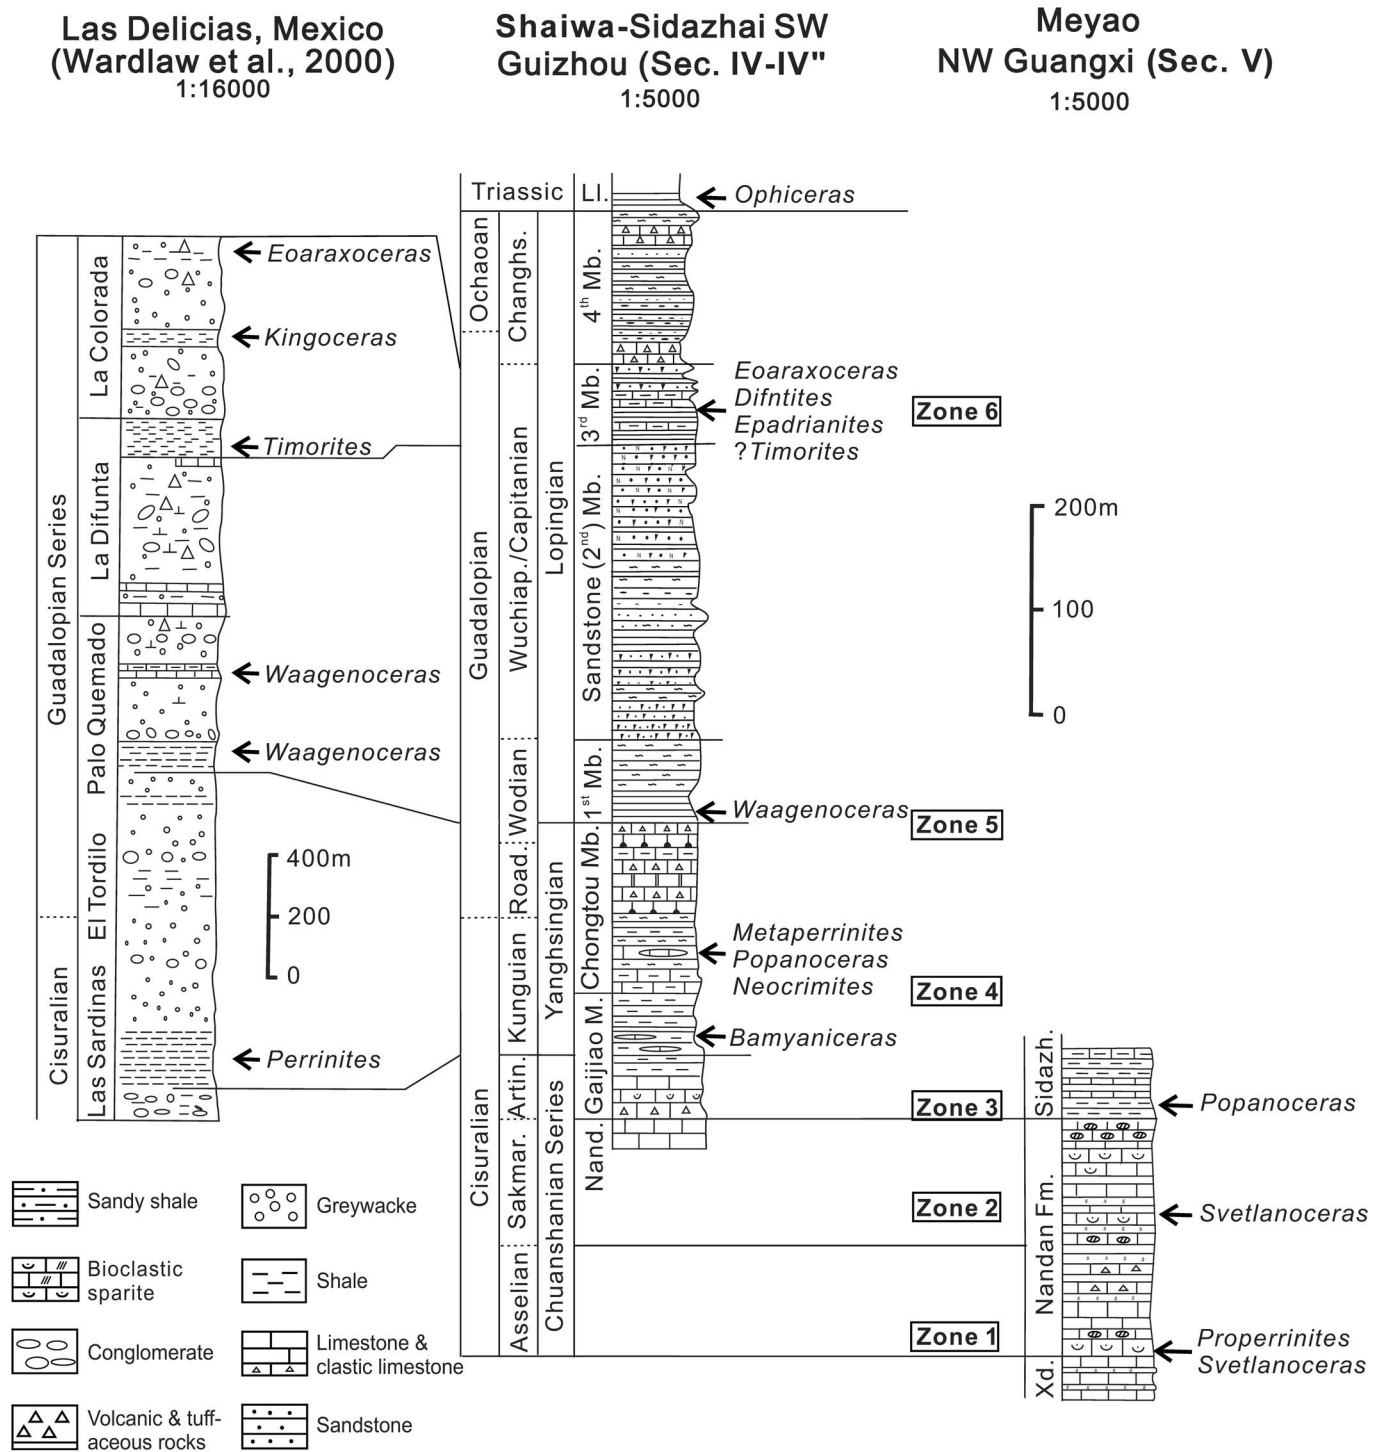 Las Delicias, Mexico
(Wardlaw et al., 2000)
1:16000
Shaiwa-Sidazhai SW
Guizhou (Sec. IV-IV"
1:5000
Meyao
NW Guangxi (Sec. V)
1:5000
Guadalopian Series
Cisuralian
La Colorada
La Difunta
Palo Quemado
El Tordilo
Las Sardinas
Eoaraxoceras
Kingoceras
Timorites
Waagenoceras
Waagenoceras
Perrinites
400m
200
0
Triassic
Ll.
Ochaoan
Guadalopian
Cisuralian
Changhs.
Wuchiap./Capitanian
Wodian
Road.
Kunguian
Artin.
Sakmar.
Asselian
Lopingian
Yanghsingian
Chuanshanian Series
4th Mb.
3rd Mb.
Sandstone (2nd) Mb.
1st Mb.
Chongtou Mb.
Gaijiao M.
Nand.
Ophiceras
Eoaraxoceras
Difntites
Epadrianites
?Timorites
Waagenoceras
Metaperrinites
Popanoceras
Neocrimites
Bamyaniceras
Zone 6
Zone 5
Zone 4
Zone 3
Zone 2
Zone 1
200m
100
0
Sidazh.
Nandan Fm.
Xd.
Popanoceras
Svetlanoceras
Properrinites
Svetlanoceras
Sandy shale
Bioclastic
sparite
Conglomerate
Volcanic & tuff-
aceous rocks
Greywacke
Shale
Limestone &
clastic limestone
Sandstone